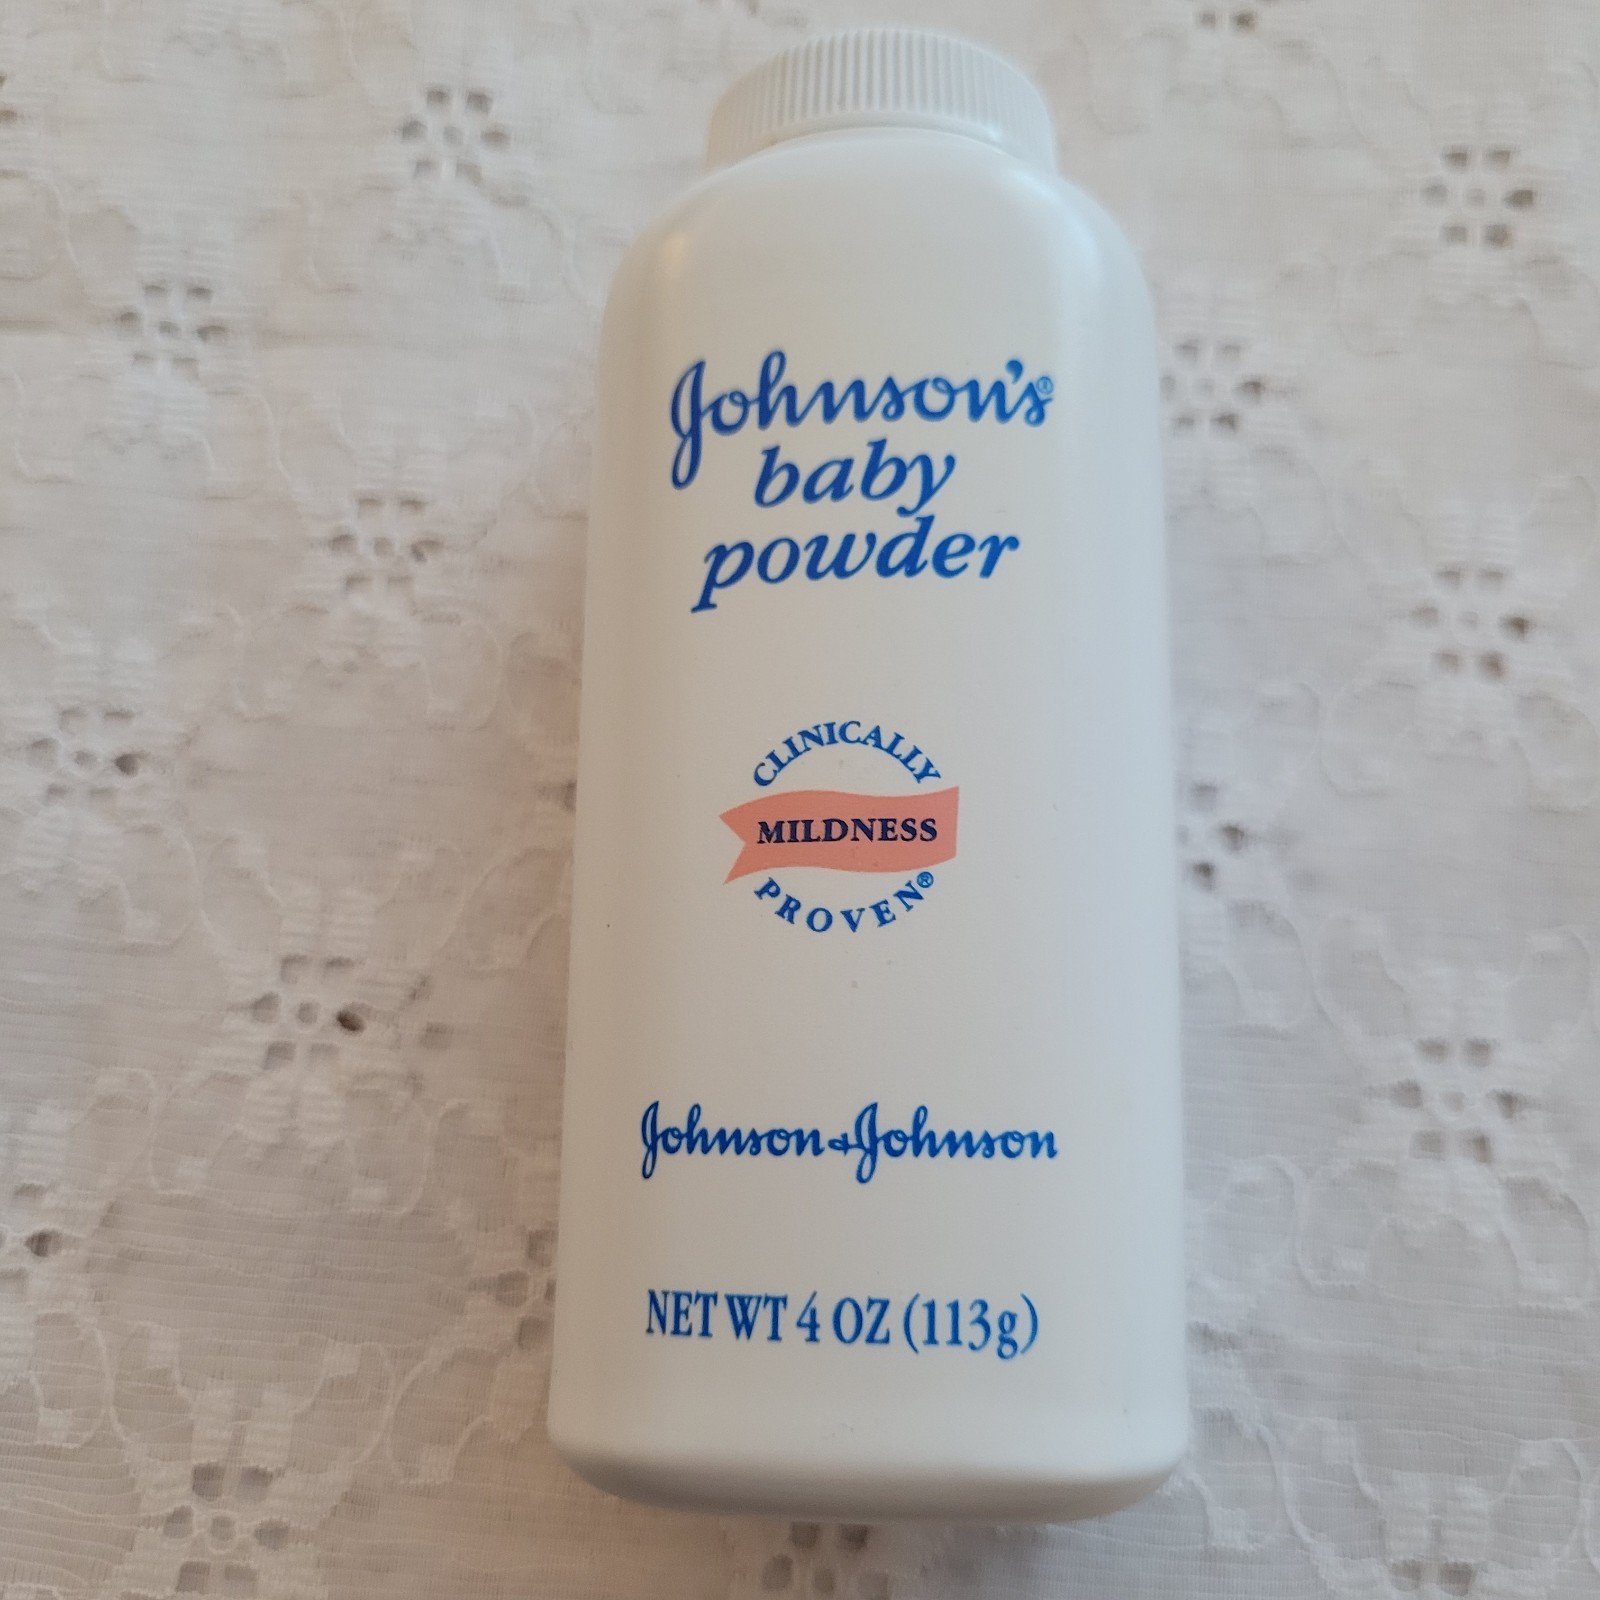 Johnson's®
baby
powder
CLINICALLY
MILDNESS
PROVEN®
Johnson & Johnson
NET WT 4 OZ (113g)